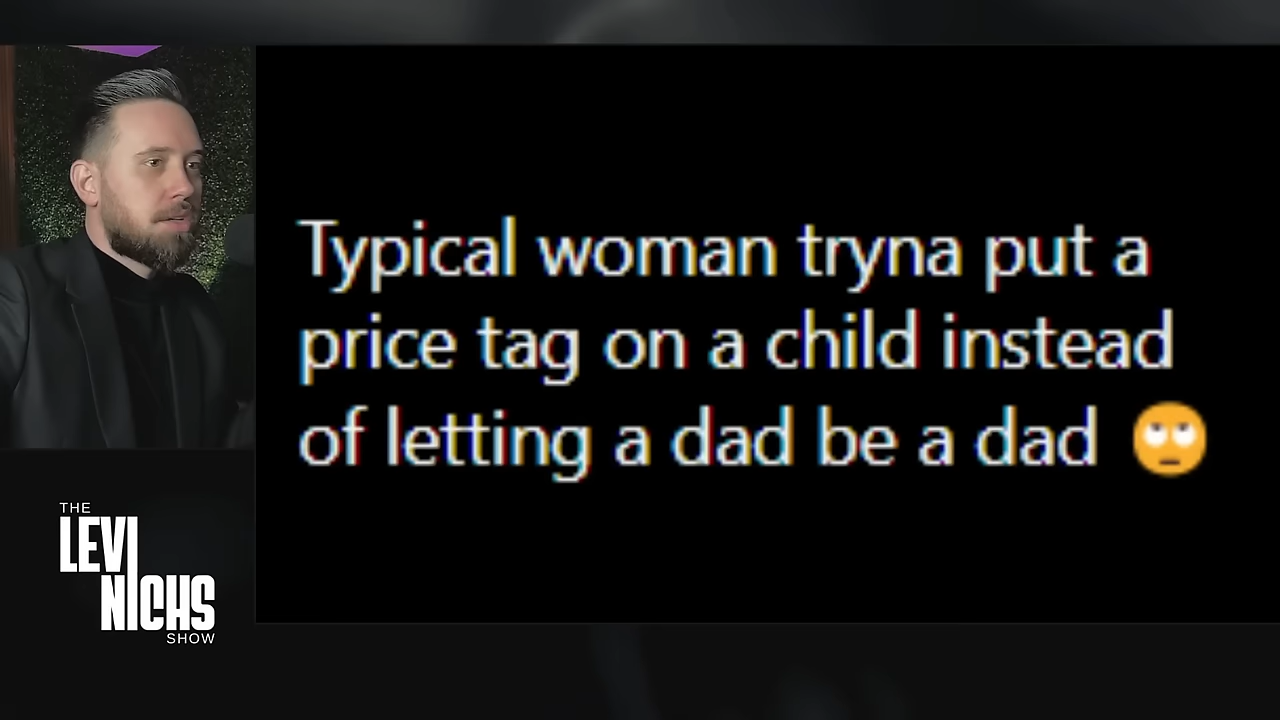 Typical woman tryna put a
price tag on a child instead
of letting a dad be a dad 🙄
THE
LEVI
NICHS
SHOW